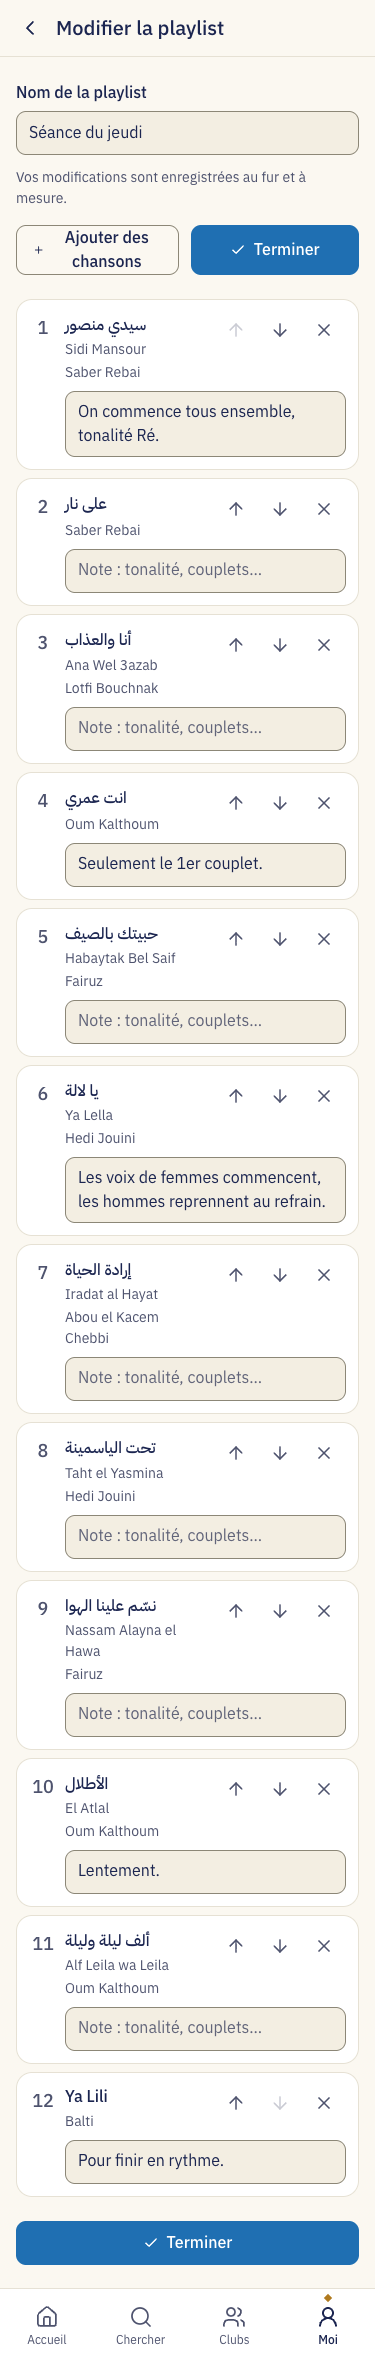 Modifier la playlist
Nom de la playlist
Séance du jeudi
Vos modifications sont enregistrées au fur et à
mesure.
Ajouter des
chansons
Terminer
1
سيدي منصور
Sidi Mansour
Saber Rebai
On commence tous ensemble,
tonalité Ré.
2
على نار
Saber Rebai
Note : tonalité, couplets...
3
أنا والعذاب
Ana Wel 3azab
Lotfi Bouchnak
Note : tonalité, couplets...
4
انت عمري
Oum Kalthoum
Seulement le 1er couplet.
5
حبيتك بالصيف
Habaytak Bel Saif
Fairuz
Note : tonalité, couplets...
6
يا لالة
Ya Lella
Hedi Jouini
Les voix de femmes commencent,
les hommes reprennent au refrain.
7
إرادة الحياة
Iradat al Hayat
Abou el Kacem
Chebbi
Note : tonalité, couplets...
8
تحت الياسمينة
Taht el Yasmina
Hedi Jouini
Note : tonalité, couplets...
9
نسّم علينا الهوا
Nassam Alayna el
Hawa
Fairuz
Note : tonalité, couplets...
10
الأطلال
El Atlal
Oum Kalthoum
Lentement.
11
ألف ليلة وليلة
Alf Leila wa Leila
Oum Kalthoum
Note : tonalité, couplets...
12
Ya Lili
Balti
Pour finir en rythme.
Terminer
Accueil
Chercher
Clubs
Moi